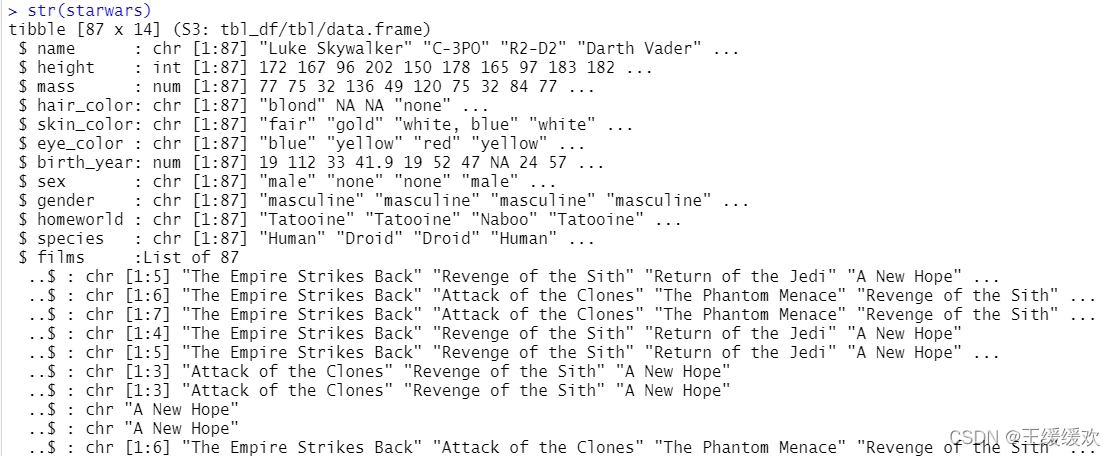 > str(starwars)
tibble [87 x 14] (S3: tbl_df/tbl/data.frame)
 $ name      : chr [1:87] "Luke Skywalker" "C-3PO" "R2-D2" "Darth Vader" ...
 $ height    : int [1:87] 172 167 96 202 150 178 165 97 183 182 ...
 $ mass      : num [1:87] 77 75 32 136 49 120 75 32 84 77 ...
 $ hair_color: chr [1:87] "blond" NA NA "none" ...
 $ skin_color: chr [1:87] "fair" "gold" "white, blue" "white" ...
 $ eye_color : chr [1:87] "blue" "yellow" "red" "yellow" ...
 $ birth_year: num [1:87] 19 112 33 41.9 19 52 47 NA 24 57 ...
 $ sex       : chr [1:87] "male" "none" "none" "male" ...
 $ gender    : chr [1:87] "masculine" "masculine" "masculine" "masculine" ...
 $ homeworld : chr [1:87] "Tatooine" "Tatooine" "Naboo" "Tatooine" ...
 $ species   : chr [1:87] "Human" "Droid" "Droid" "Human" ...
 $ films     :List of 87
  ..$ : chr [1:5] "The Empire Strikes Back" "Revenge of the Sith" "Return of the Jedi" "A New Hope" ...
  ..$ : chr [1:6] "The Empire Strikes Back" "Attack of the Clones" "The Phantom Menace" "Revenge of the Sith" ...
  ..$ : chr [1:7] "The Empire Strikes Back" "Attack of the Clones" "The Phantom Menace" "Revenge of the Sith" ...
  ..$ : chr [1:4] "The Empire Strikes Back" "Revenge of the Sith" "Return of the Jedi" "A New Hope"
  ..$ : chr [1:5] "The Empire Strikes Back" "Revenge of the Sith" "Return of the Jedi" "A New Hope" ...
  ..$ : chr [1:3] "Attack of the Clones" "Revenge of the Sith" "A New Hope"
  ..$ : chr [1:3] "Attack of the Clones" "Revenge of the Sith" "A New Hope"
  ..$ : chr "A New Hope"
  ..$ : chr "A New Hope"
  ..$ : chr [1:6] "The Empire Strikes Back" "Attack of the Clones" "The Phantom Menace" "Revenge of the Sith" ...
CSDN @王缓缓欢